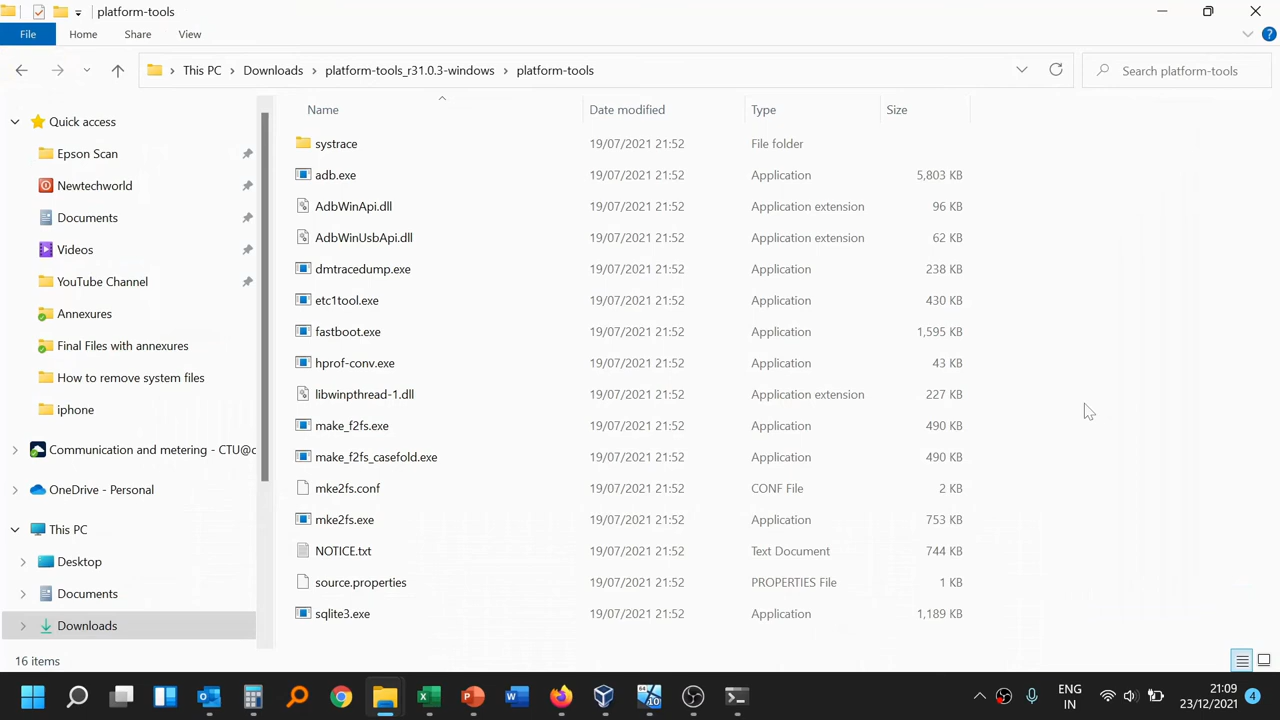 platform-tools
File Home Share View
This PC Downloads platform-tools_r31.0.3-windows platform-tools
Search platform-tools
Name Date modified Type Size
Quick access
Epson Scan
Newtechworld
Documents
Videos
YouTube Channel
Annexures
Final Files with annexures
How to remove system files
iphone
Communication and metering - CTU@c
OneDrive - Personal
This PC
Desktop
Documents
Downloads
systrace 19/07/2021 21:52 File folder
adb.exe 19/07/2021 21:52 Application 5,803 KB
AdbWinApi.dll 19/07/2021 21:52 Application extension 96 KB
AdbWinUsbApi.dll 19/07/2021 21:52 Application extension 62 KB
dmtracedump.exe 19/07/2021 21:52 Application 238 KB
etc1tool.exe 19/07/2021 21:52 Application 430 KB
fastboot.exe 19/07/2021 21:52 Application 1,595 KB
hprof-conv.exe 19/07/2021 21:52 Application 43 KB
libwinpthread-1.dll 19/07/2021 21:52 Application extension 227 KB
make_f2fs.exe 19/07/2021 21:52 Application 490 KB
make_f2fs_casefold.exe 19/07/2021 21:52 Application 490 KB
mke2fs.conf 19/07/2021 21:52 CONF File 2 KB
mke2fs.exe 19/07/2021 21:52 Application 753 KB
NOTICE.txt 19/07/2021 21:52 Text Document 744 KB
source.properties 19/07/2021 21:52 PROPERTIES File 1 KB
sqlite3.exe 19/07/2021 21:52 Application 1,189 KB
16 items
ENG
IN
21:09
23/12/2021
4